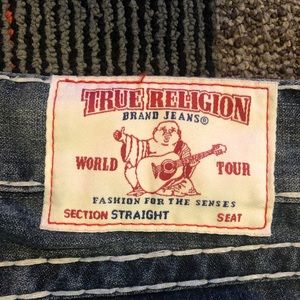 TRUE RELIGION
BRAND JEANS®
WORLD TOUR
FASHION FOR THE SENSES
SECTION STRAIGHT SEAT